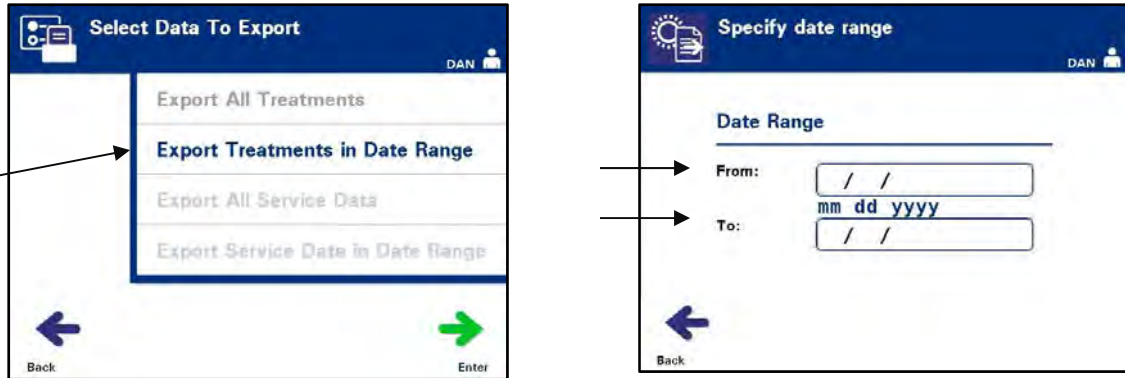 Select Data To Export
DAN
Export All Treatments
Export Treatments in Date Range
Export All Service Data
Export Service Date in Date Range
Back
Enter
Specify date range
DAN
Date Range
From:
/ /
mm dd yyyy
To:
/ /
Back